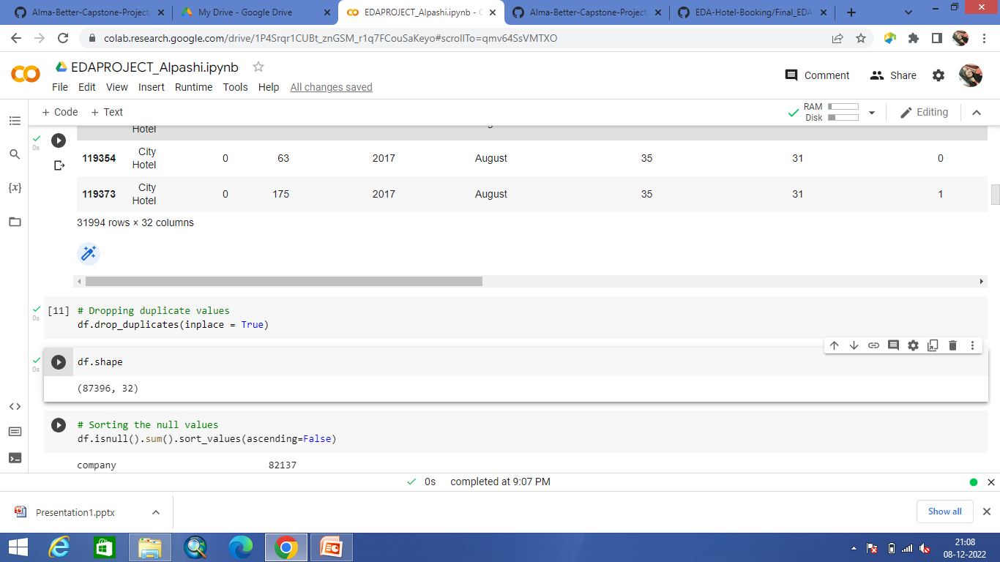 Alma-Better-Capstone-Project
My Drive - Google Drive
EDAPROJECT_Alpashi.ipynb - C
Alma-Better-Capstone-Project
EDA-Hotel-Booking/Final_EDA
colab.research.google.com/drive/1P4Srqr1CUBt_znGSM_r1q7FCouSaKeyo#scrollTo=qmv64SsVMTXO
EDAPROJECT_Alpashi.ipynb
File Edit View Insert Runtime Tools Help All changes saved
Comment Share
+ Code + Text
RAM
Disk
Editing
Hotel
0s
119354 City Hotel 0 63 2017 August 35 31 0
119373 City Hotel 0 175 2017 August 35 31 1
31994 rows × 32 columns
[11] # Dropping duplicate values
0s
df.drop_duplicates(inplace = True)
df.shape
0s
(87396, 32)
# Sorting the null values
df.isnull().sum().sort_values(ascending=False)
company 82137
0s completed at 9:07 PM
Presentation1.pptx
Show all
21:08
08-12-2022